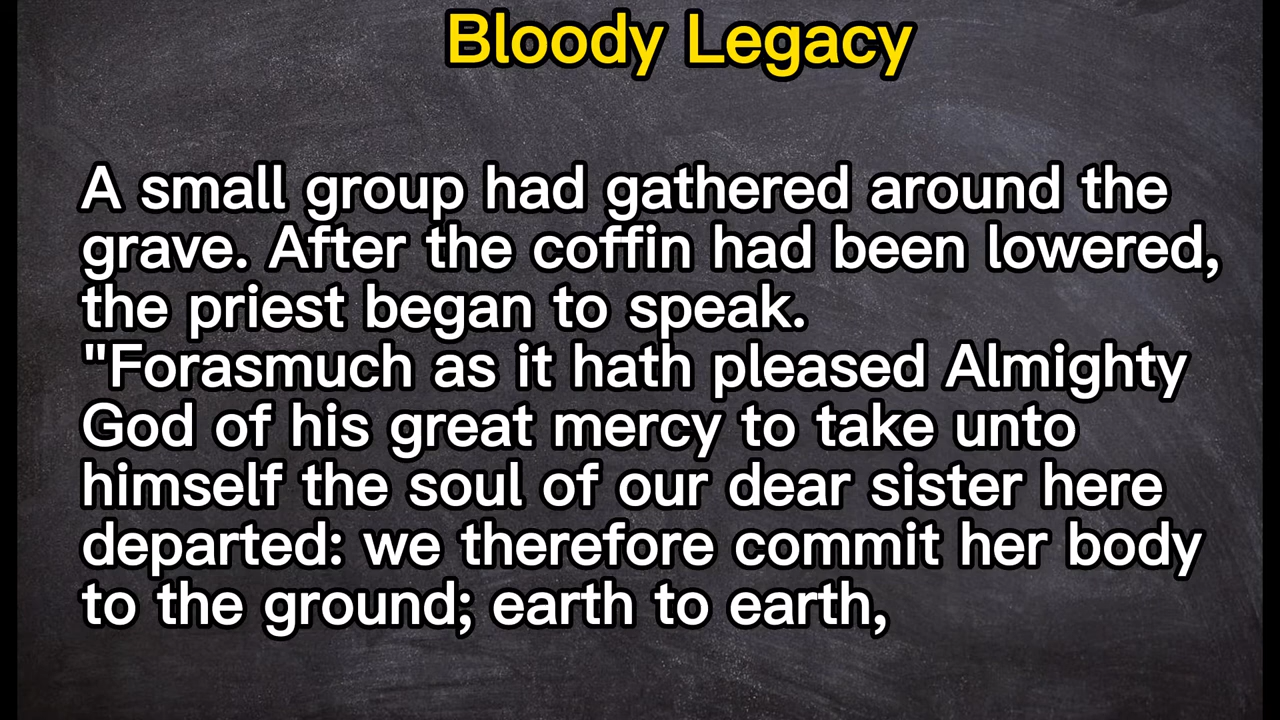 Bloody Legacy
A small group had gathered around the
grave. After the coffin had been lowered,
the priest began to speak.
"Forasmuch as it hath pleased Almighty
God of his great mercy to take unto
himself the soul of our dear sister here
departed: we therefore commit her body
to the ground; earth to earth,